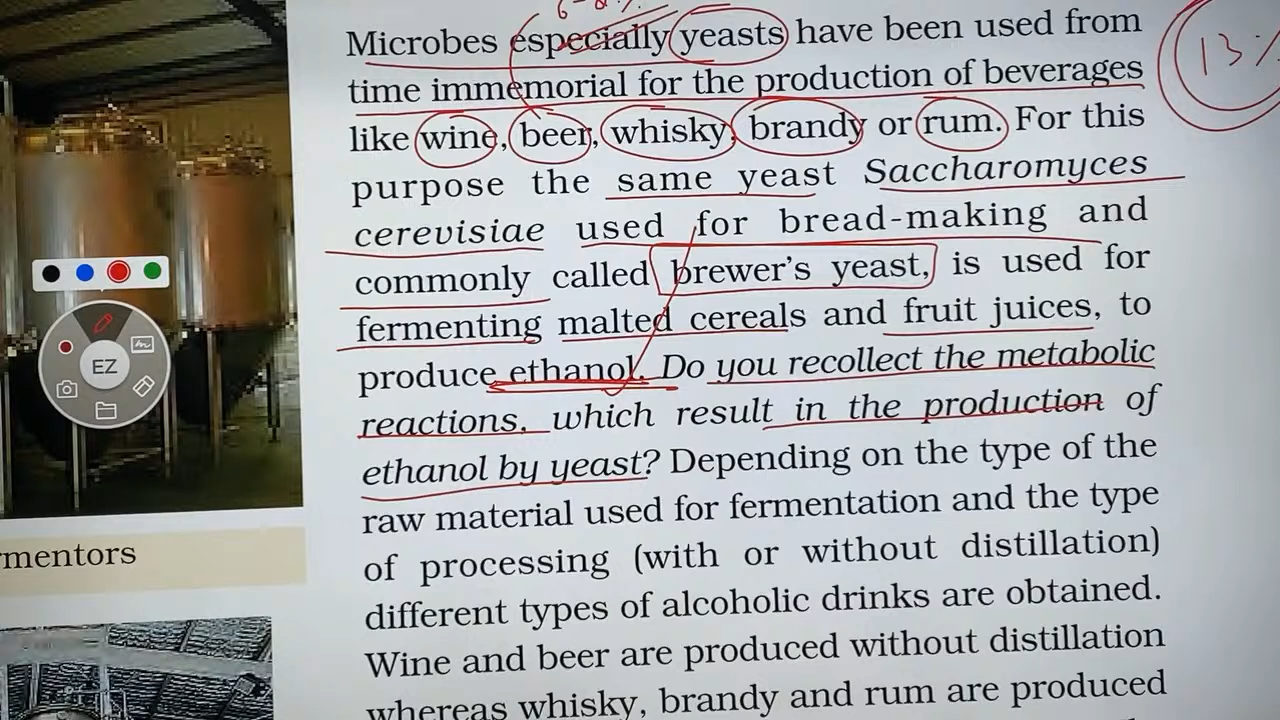 Microbes especially yeasts have been used from
time immemorial for the production of beverages
like wine, beer, whisky, brandy or rum. For this
purpose the same yeast Saccharomyces
cerevisiae used for bread-making and
commonly called brewer's yeast, is used for
fermenting malted cereals and fruit juices, to
produce ethanol. Do you recollect the metabolic
reactions, which result in the production of
ethanol by yeast? Depending on the type of the
raw material used for fermentation and the type
of processing (with or without distillation)
different types of alcoholic drinks are obtained.
Wine and beer are produced without distillation
whereas whisky, brandy and rum are produced
13%
EZ
rmentors